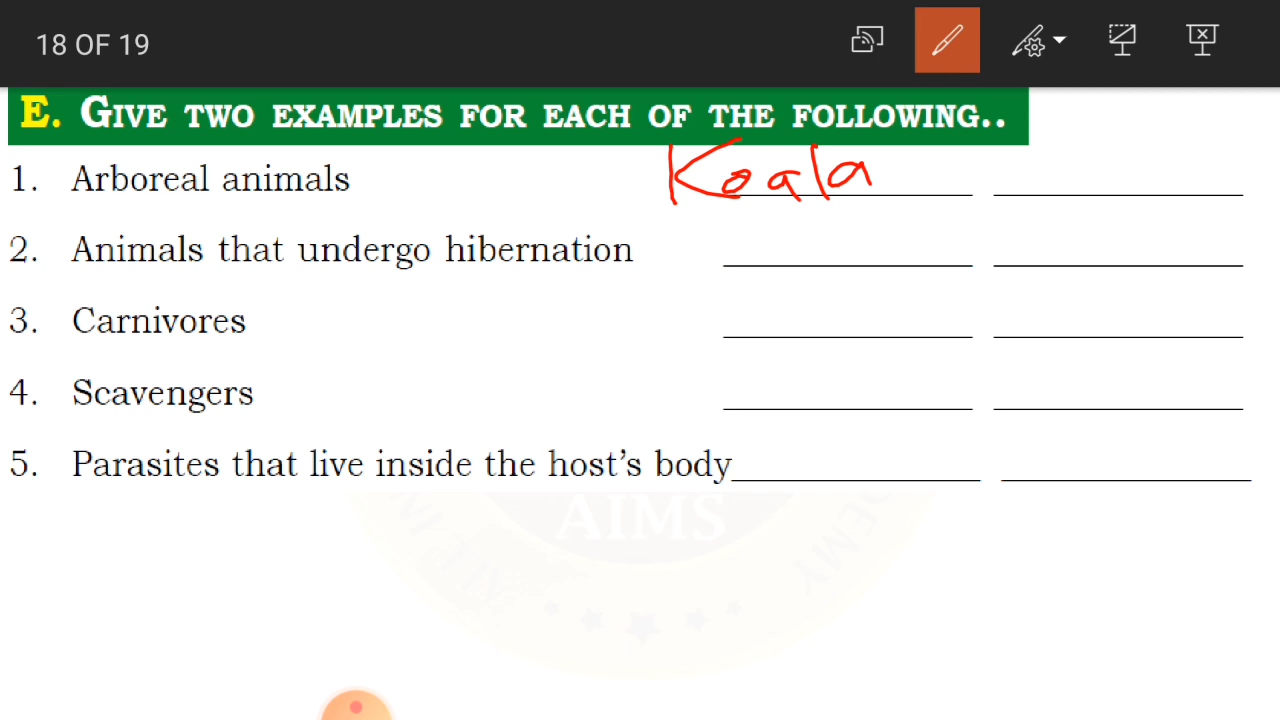 18 OF 19
E. GIVE TWO EXAMPLES FOR EACH OF THE FOLLOWING..
1. Arboreal animals Koala
2. Animals that undergo hibernation
3. Carnivores
4. Scavengers
5. Parasites that live inside the host's body
AIMS